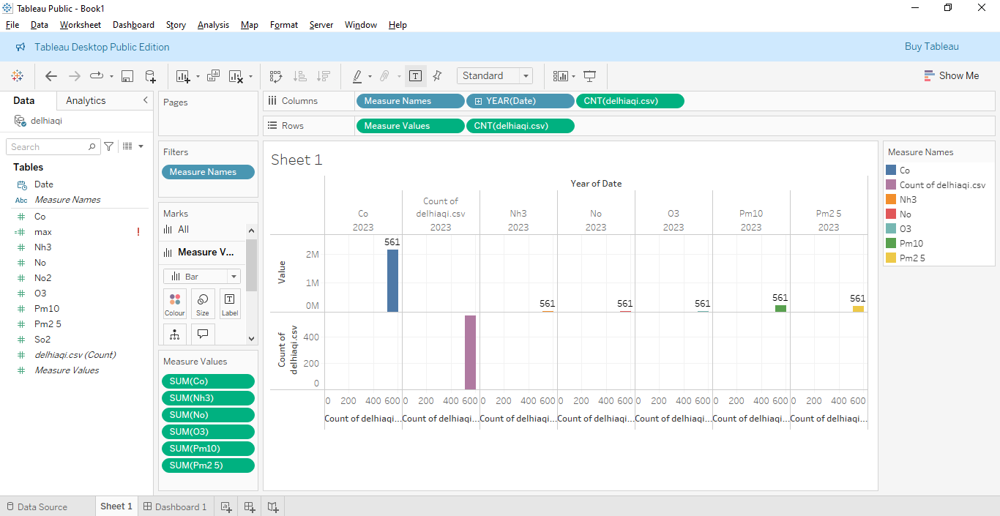 Tableau Public - Book1
File Data Worksheet Dashboard Story Analysis Map Format Server Window Help
Tableau Desktop Public Edition
Buy Tableau
Standard
Show Me
Data Analytics
delhiaqi
Search
Tables
Date
Abc Measure Names
Co
max !
Nh3
No
No2
O3
Pm10
Pm2 5
So2
delhiaqi.csv (Count)
Measure Values
Pages
Filters
Measure Names
Marks
All
Measure V...
Bar
Colour Size Label
Measure Values
SUM(Co)
SUM(Nh3)
SUM(No)
SUM(O3)
SUM(Pm10)
SUM(Pm2 5)
Columns Measure Names YEAR(Date) CNT(delhiaqi.csv)
Rows Measure Values CNT(delhiaqi.csv)
Sheet 1
Year of Date
Count of
Co delhiaqi.csv Nh3 No O3 Pm10 Pm2 5
2023 2023 2023 2023 2023 2023 2023
561
2M
Value
1M
561 561 561 561 561
0M
Count of
delhiaqi.csv
400
200
0
0 200 400 600 0 200 400 600 0 200 400 600 0 200 400 600 0 200 400 600 0 200 400 600 0 200 400 600
Count of delhiaqi... Count of delhiaqi... Count of delhiaqi... Count of delhiaqi... Count of delhiaqi... Count of delhiaqi... Count of delhiaqi...
Measure Names
Co
Count of delhiaqi.csv
Nh3
No
O3
Pm10
Pm2 5
Data Source Sheet 1 Dashboard 1